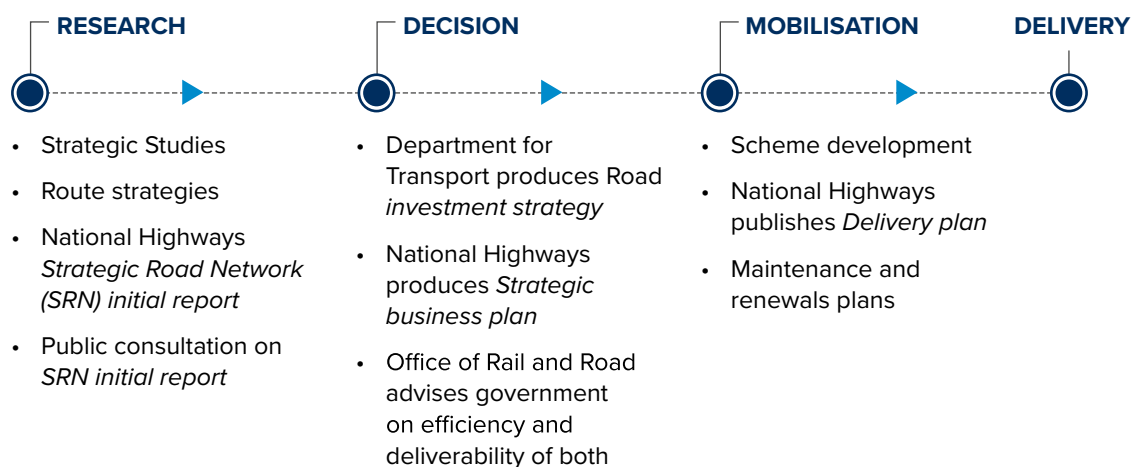 RESEARCH
DECISION
MOBILISATION
DELIVERY
• Strategic Studies
• Route strategies
• National Highways
Strategic Road Network
(SRN) initial report
• Public consultation on
SRN initial report
• Department for
Transport produces Road
investment strategy
• National Highways
produces Strategic
business plan
• Office of Rail and Road
advises government
on efficiency and
deliverability of both
• Scheme development
• National Highways
publishes Delivery plan
• Maintenance and
renewals plans